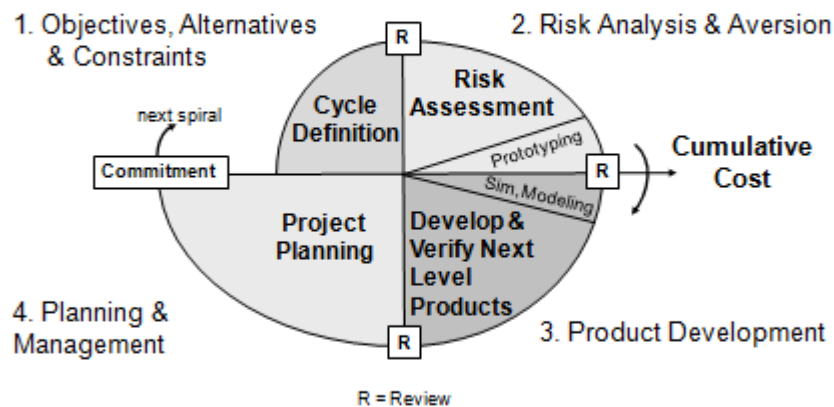 1. Objectives, Alternatives
& Constraints
R
2. Risk Analysis & Aversion
Risk
Assessment
Cycle
Definition
next spiral
Prototyping
Commitment
R
Cumulative
Cost
Sim, Modeling
Project
Planning
Develop &
Verify Next
Level
Products
4. Planning &
Management
R
3. Product Development
R = Review